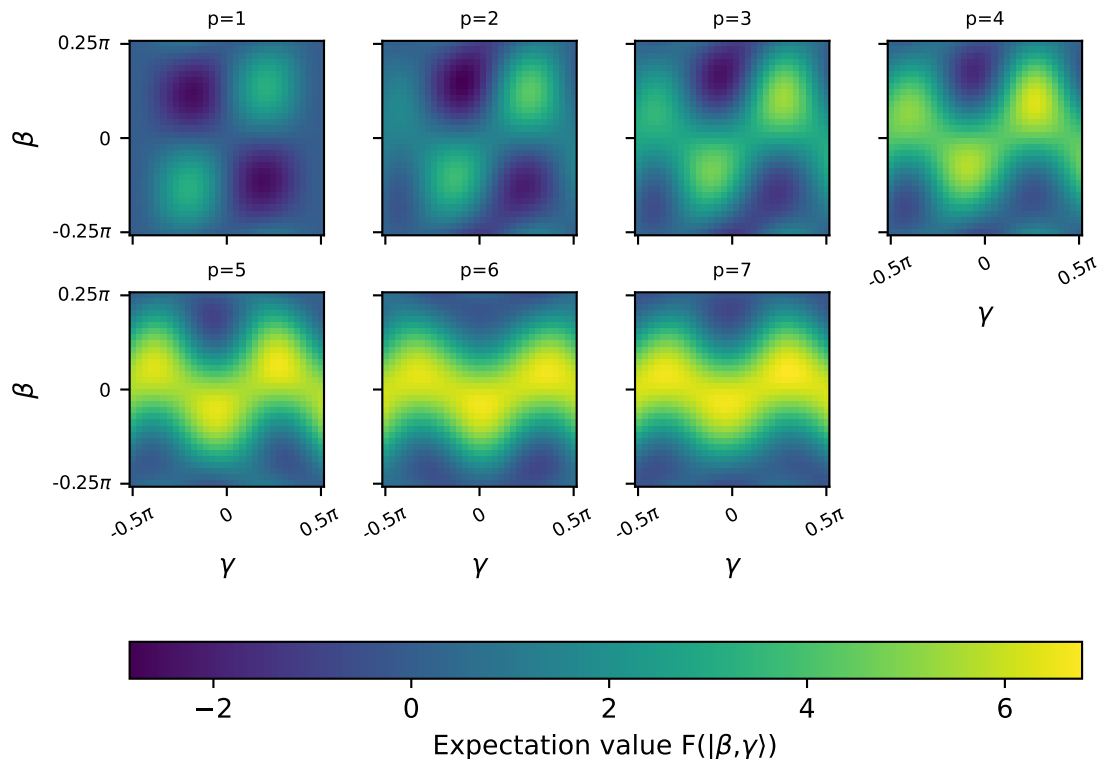 p=1 p=2 p=3 p=4
0.25π
β
0
-0.25π
-0.5π 0 0.5π
γ
p=5 p=6 p=7
0.25π
β
0
-0.25π
-0.5π 0 0.5π -0.5π 0 0.5π -0.5π 0 0.5π
γ γ γ
−2 0 2 4 6
Expectation value F(|β,γ⟩)